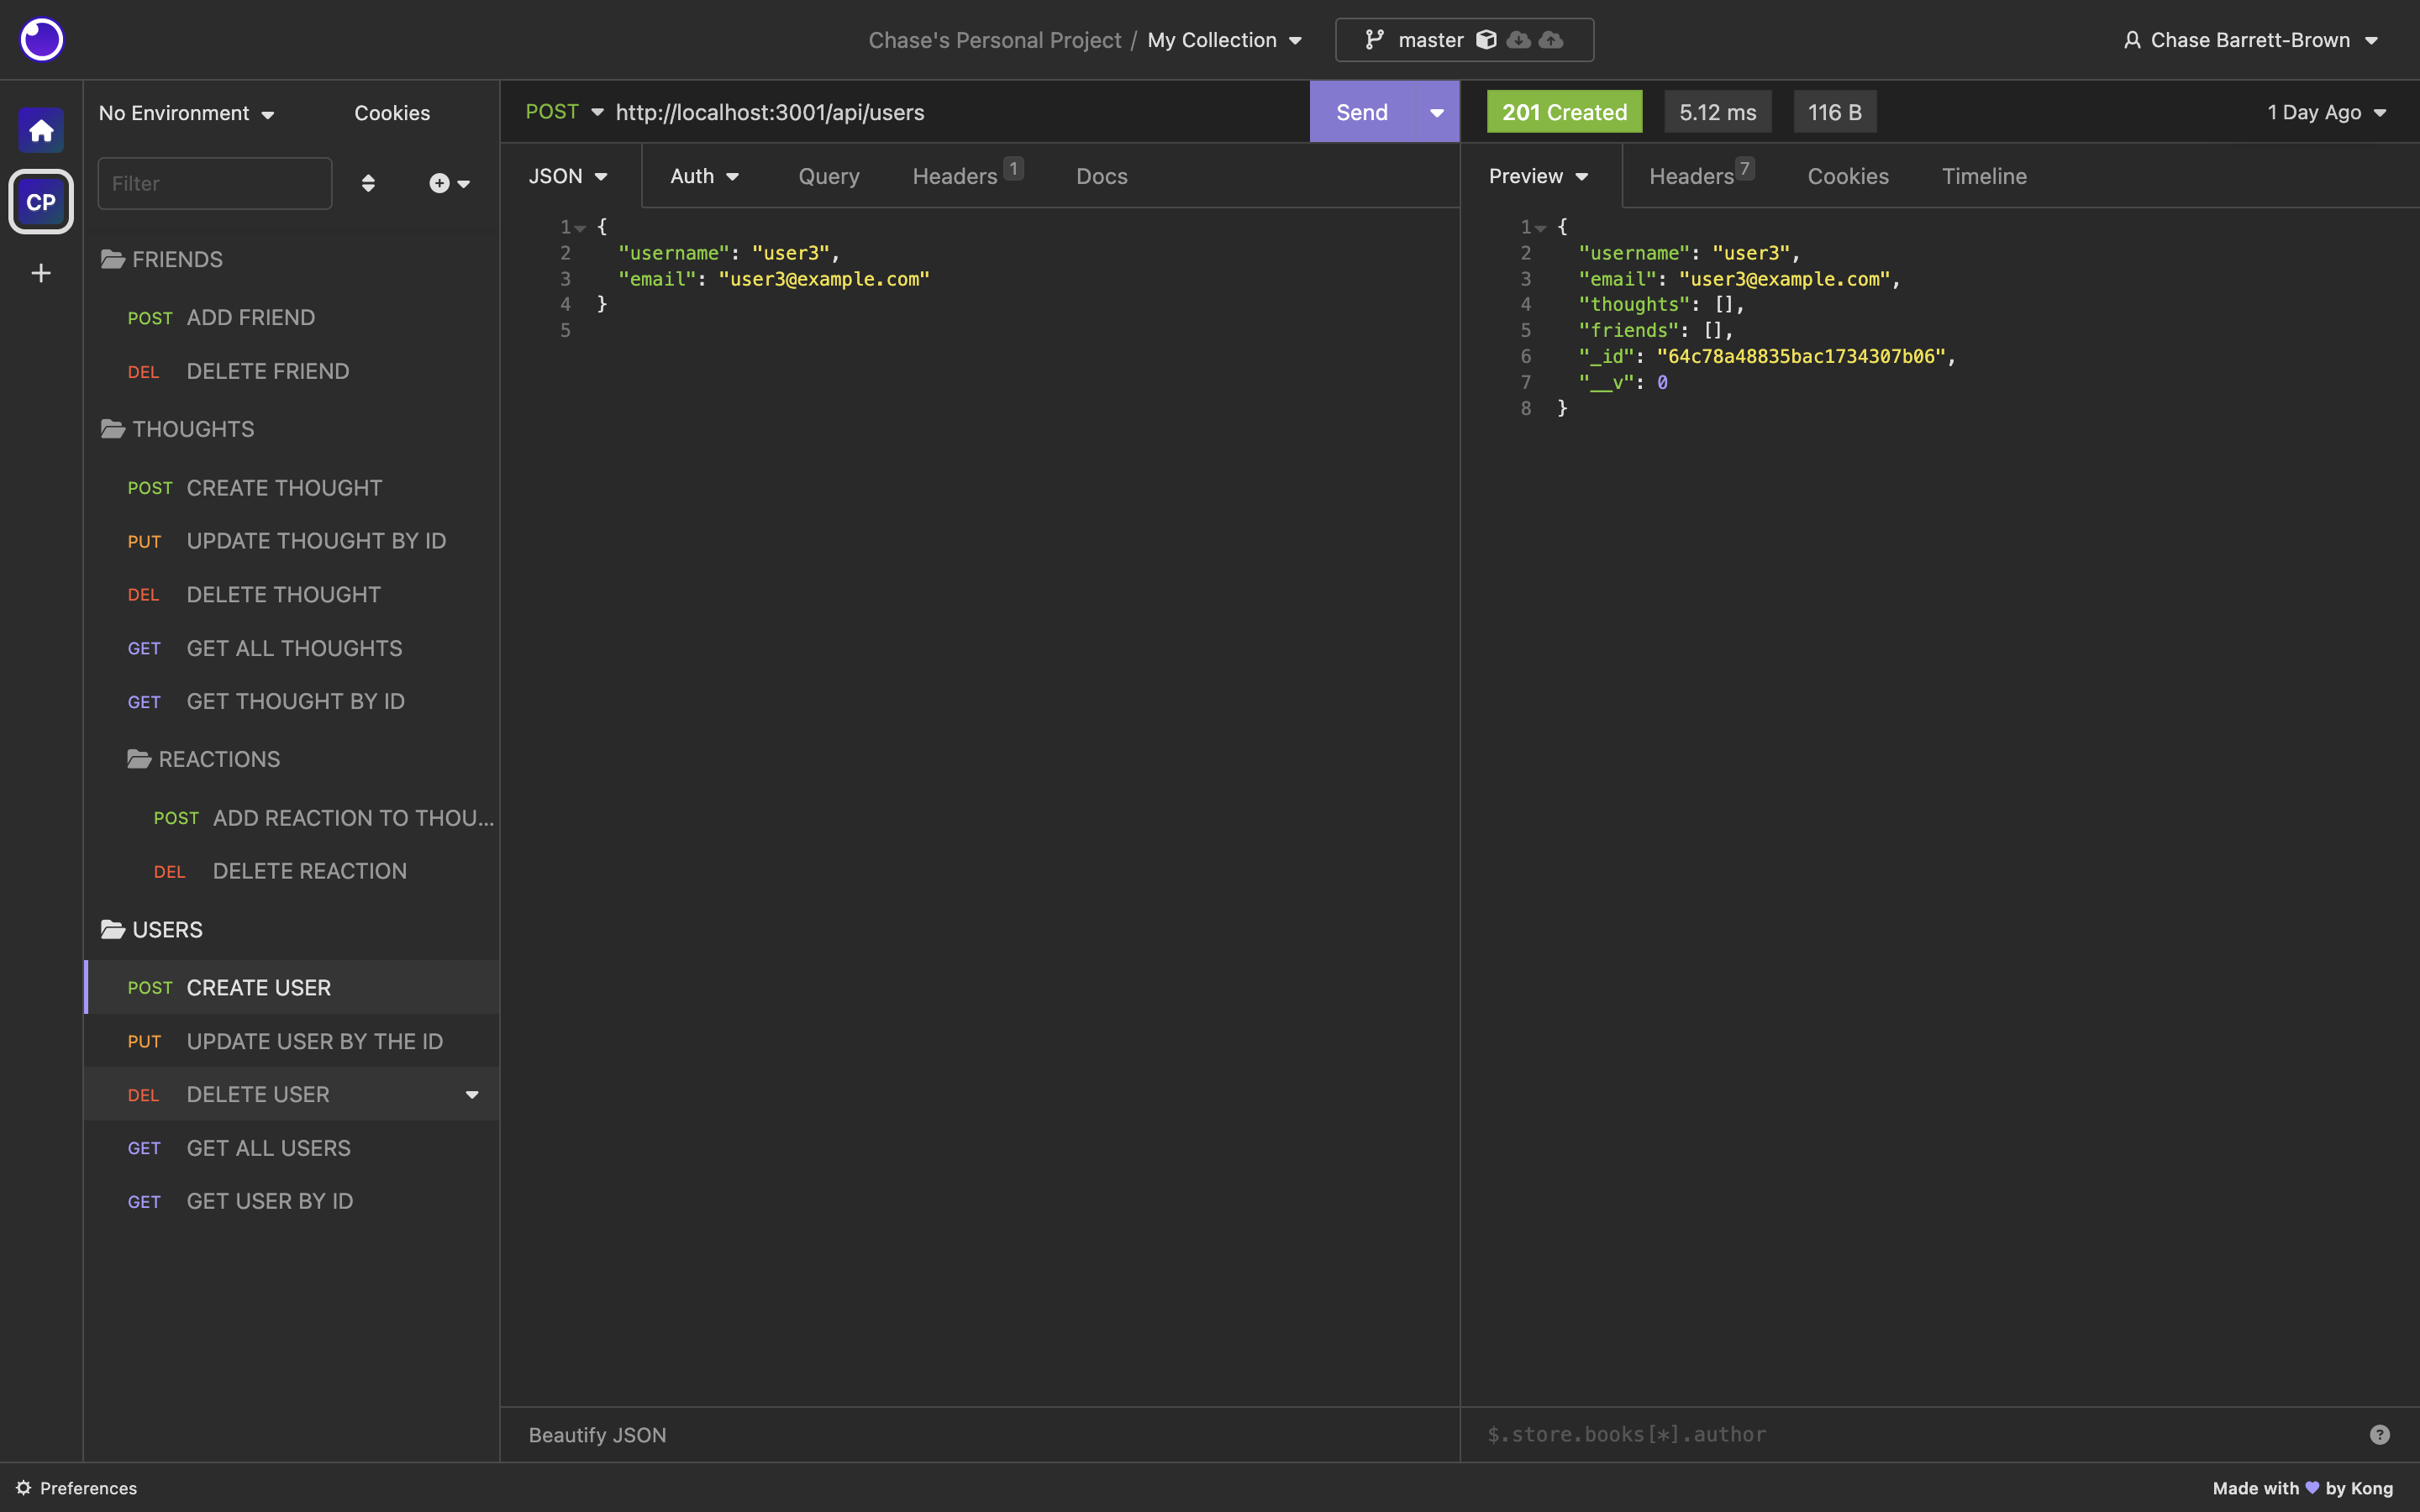 Chase's Personal Project / My Collection
master
Chase Barrett-Brown
CP
No Environment
Cookies
Filter
FRIENDS
POST ADD FRIEND
DEL DELETE FRIEND
THOUGHTS
POST CREATE THOUGHT
PUT UPDATE THOUGHT BY ID
DEL DELETE THOUGHT
GET GET ALL THOUGHTS
GET GET THOUGHT BY ID
REACTIONS
POST ADD REACTION TO THOU...
DEL DELETE REACTION
USERS
POST CREATE USER
PUT UPDATE USER BY THE ID
DEL DELETE USER
GET GET ALL USERS
GET GET USER BY ID
POST http://localhost:3001/api/users
Send
JSON Auth Query Headers 1 Docs
1 {
2 "username": "user3",
3 "email": "user3@example.com"
4 }
5
Beautify JSON
201 Created 5.12 ms 116 B 1 Day Ago
Preview Headers 7 Cookies Timeline
1 {
2 "username": "user3",
3 "email": "user3@example.com",
4 "thoughts": [],
5 "friends": [],
6 "_id": "64c78a48835bac1734307b06",
7 "__v": 0
8 }
$.store.books[*].author
?
Preferences
Made with 💜 by Kong